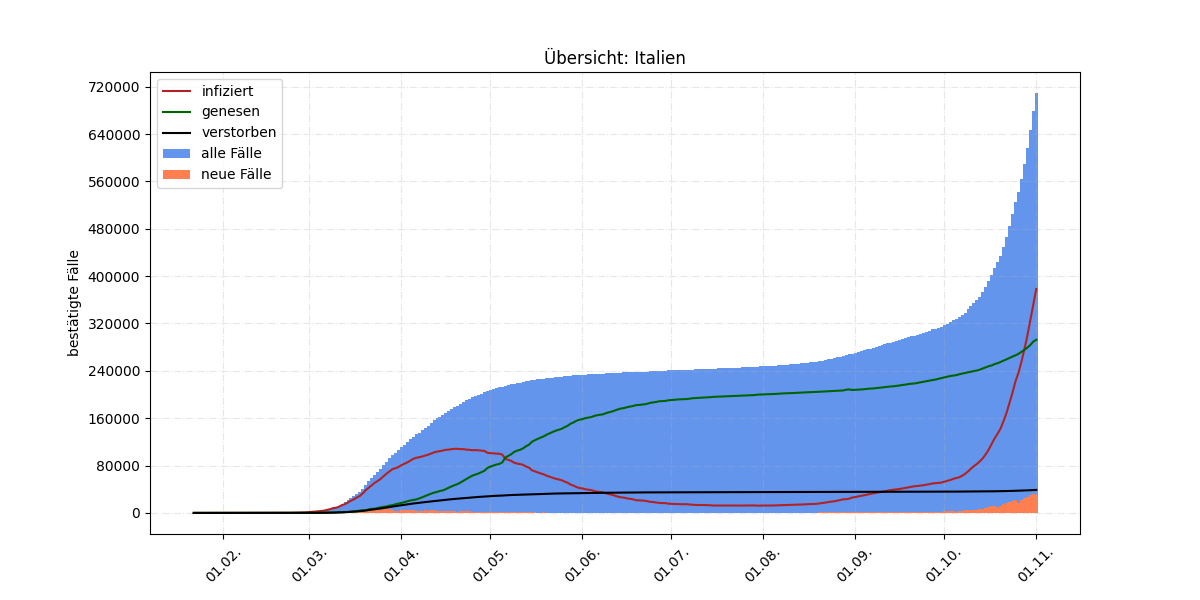 Übersicht: Italien
infiziert
genesen
verstorben
alle Fälle
neue Fälle
bestätigte Fälle
720000
640000
560000
480000
400000
320000
240000
160000
80000
0
01.02.
01.03.
01.04.
01.05.
01.06.
01.07.
01.08.
01.09.
01.10.
01.11.